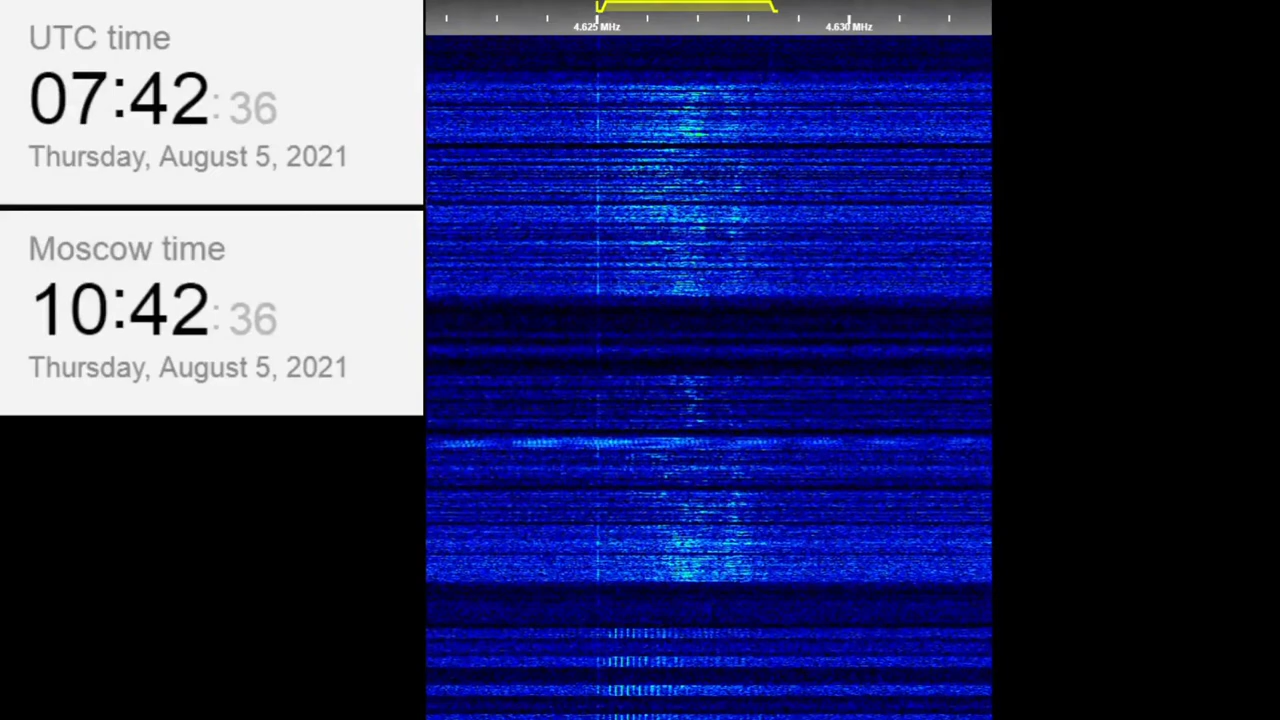 UTC time
07:42:36
Thursday, August 5, 2021
Moscow time
10:42:36
Thursday, August 5, 2021
4.625 MHz
4.630 MHz